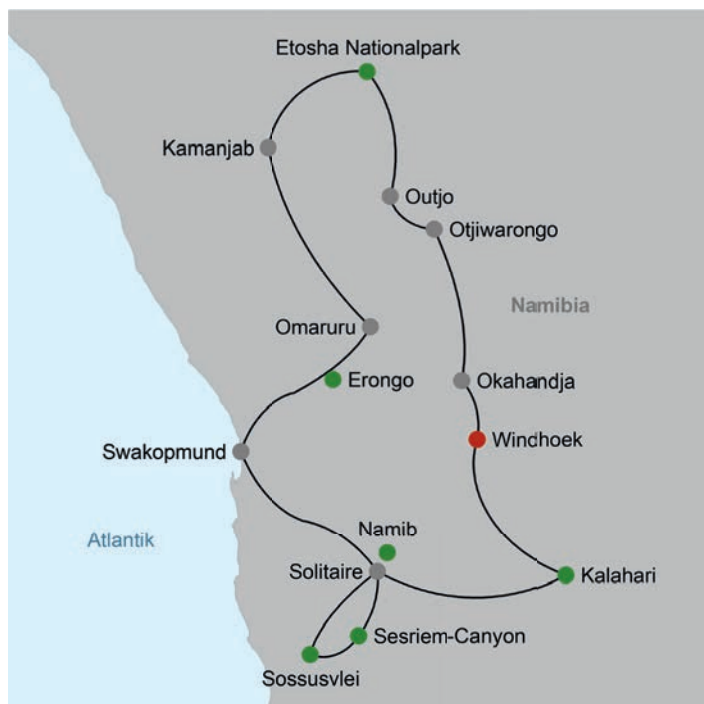 Etosha Nationalpark
Kamanjab
Outjo
Otjiwarongo
Namibia
Omaruru
Erongo
Okahandja
Windhoek
Swakopmund
Atlantik
Namib
Solitaire
Kalahari
Sesriem-Canyon
Sossusvlei